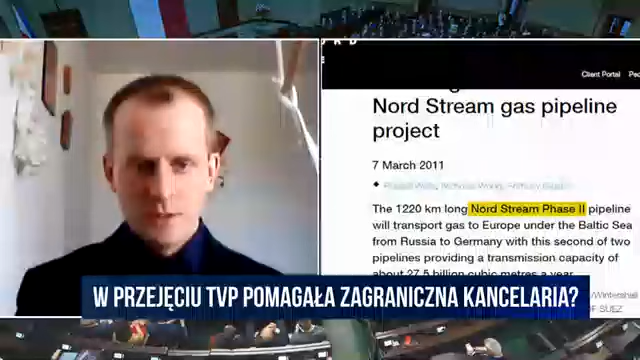 Client Portal
Nord Stream gas pipeline
project
7 March 2011
The 1220 km long Nord Stream Phase II pipeline
will transport gas to Europe under the Baltic Sea
from Russia to Germany with this second of two
pipelines providing a transmission capacity of
about 27.5 billion cubic metres a year
W PRZEJĘCIU TVP POMAGAŁA ZAGRANICZNA KANCELARIA?